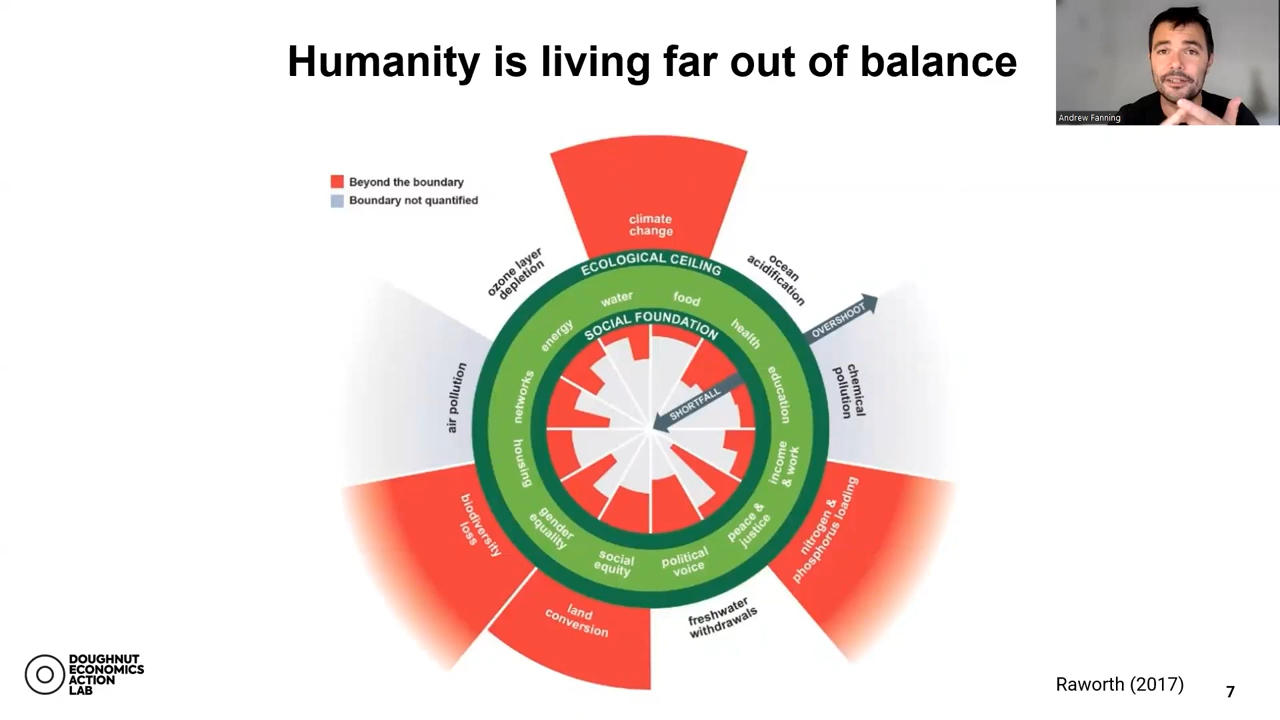 Humanity is living far out of balance
Andrew Fanning
Beyond the boundary
Boundary not quantified
climate
change
ozone layer
depletion
ocean
acidification
ECOLOGICAL CEILING
OVERSHOOT
water
food
energy
health
SOCIAL FOUNDATION
SHORTFALL
air pollution
networks
education
chemical
pollution
housing
income
& work
biodiversity
loss
gender
equality
social
equity
political
voice
peace &
justice
nitrogen &
phosphorus loading
land
conversion
freshwater
withdrawals
DOUGHNUT
ECONOMICS
ACTION
LAB
Raworth (2017)
7